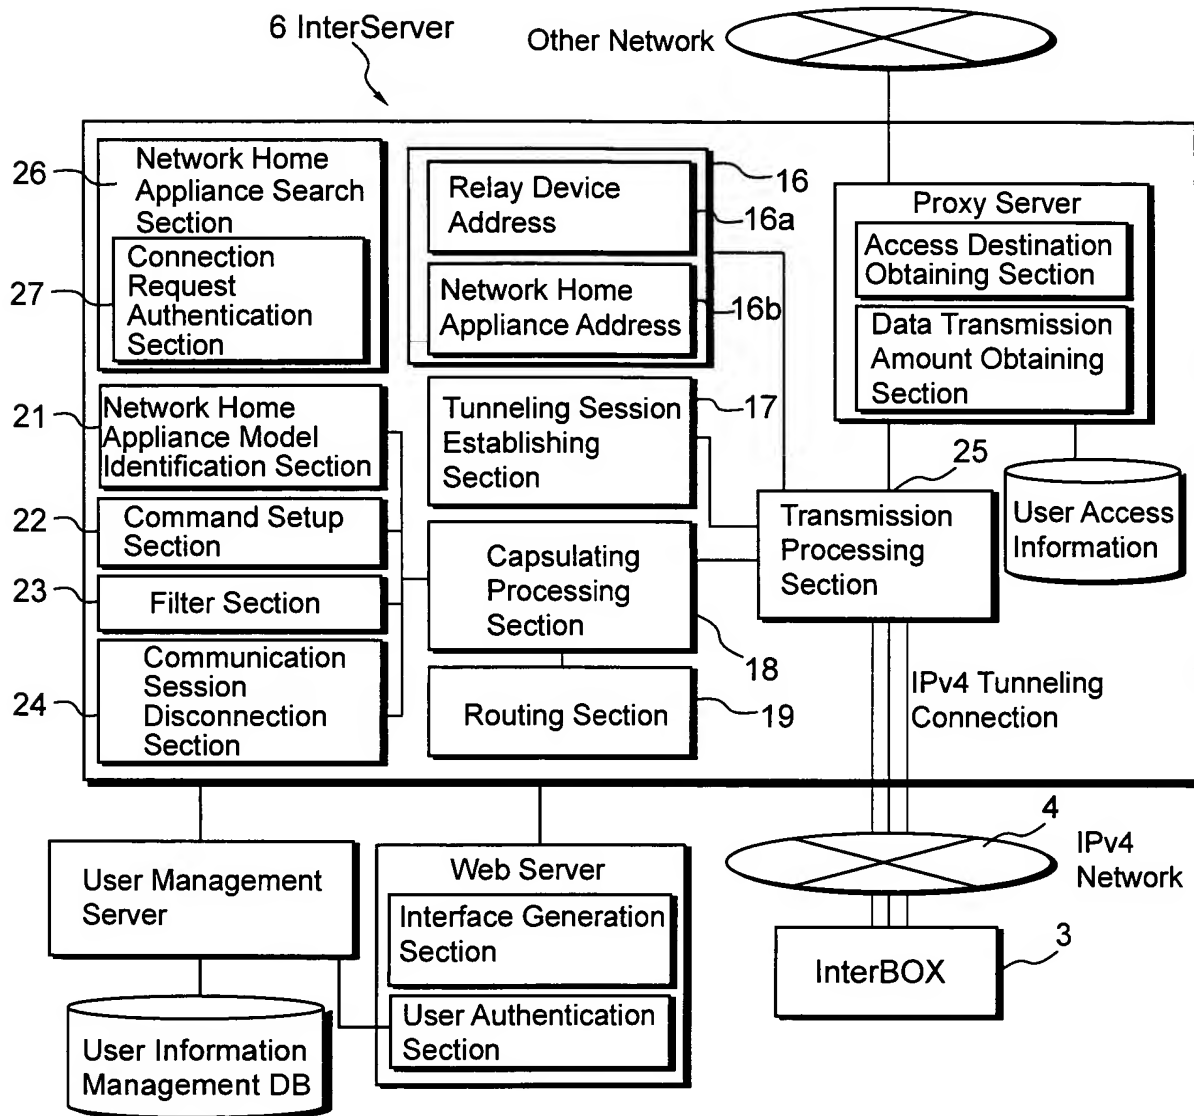 6 InterServer
Other Network
26
Network Home
Appliance Search
Section
27
Connection
Request
Authentication
Section
Relay Device
Address
16
16a
Network Home
Appliance Address
16b
Proxy Server
Access Destination
Obtaining Section
Data Transmission
Amount Obtaining
Section
21
Network Home
Appliance Model
Identification Section
Tunneling Session
Establishing
Section
17
25
22
Command Setup
Section
Capsulating
Processing
Section
18
Transmission
Processing
Section
User Access
Information
23
Filter Section
24
Communication
Session
Disconnection
Section
Routing Section
19
IPv4 Tunneling
Connection
User Management
Server
Web Server
Interface Generation
Section
User Authentication
Section
4
IPv4
Network
3
InterBOX
User Information
Management DB